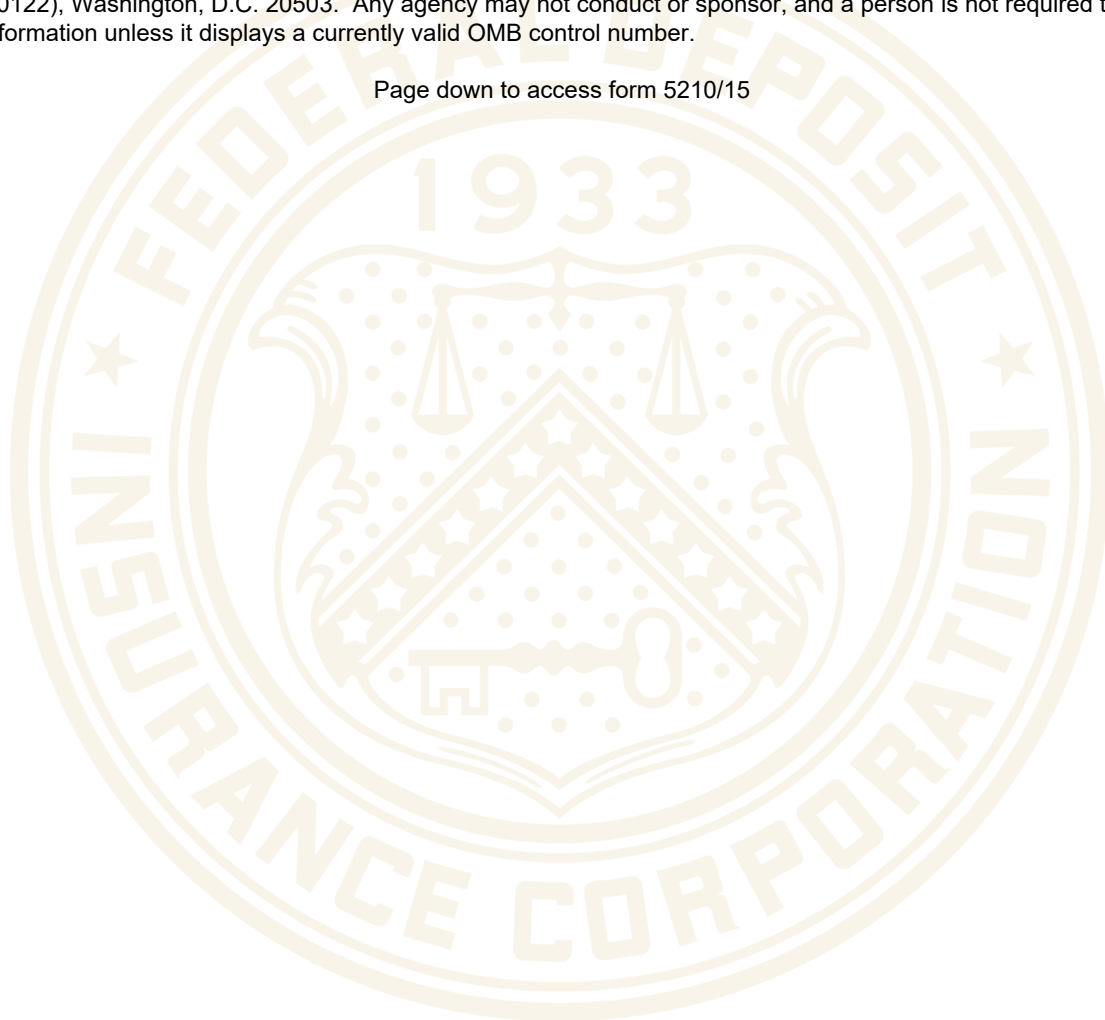 0122), Washington, D.C. 20503.  Any agency may not conduct or sponsor, and a person is not required t
formation unless it displays a currently valid OMB control number.
Page down to access form 5210/15
FEDERAL DEPOSIT
1933
INSURANCE CORPORATION